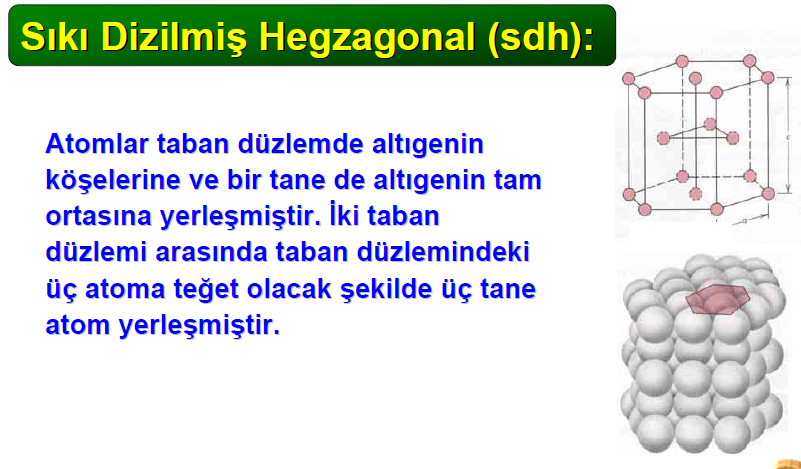 Sıkı Dizilmiş Hegzagonal (sdh):
Atomlar taban düzlemde altıgenin
köşelerine ve bir tane de altıgenin tam
ortasına yerleşmiştir. İki taban
düzlemi arasında taban düzlemindeki
üç atoma teğet olacak şekilde üç tane
atom yerleşmiştir.
c
a